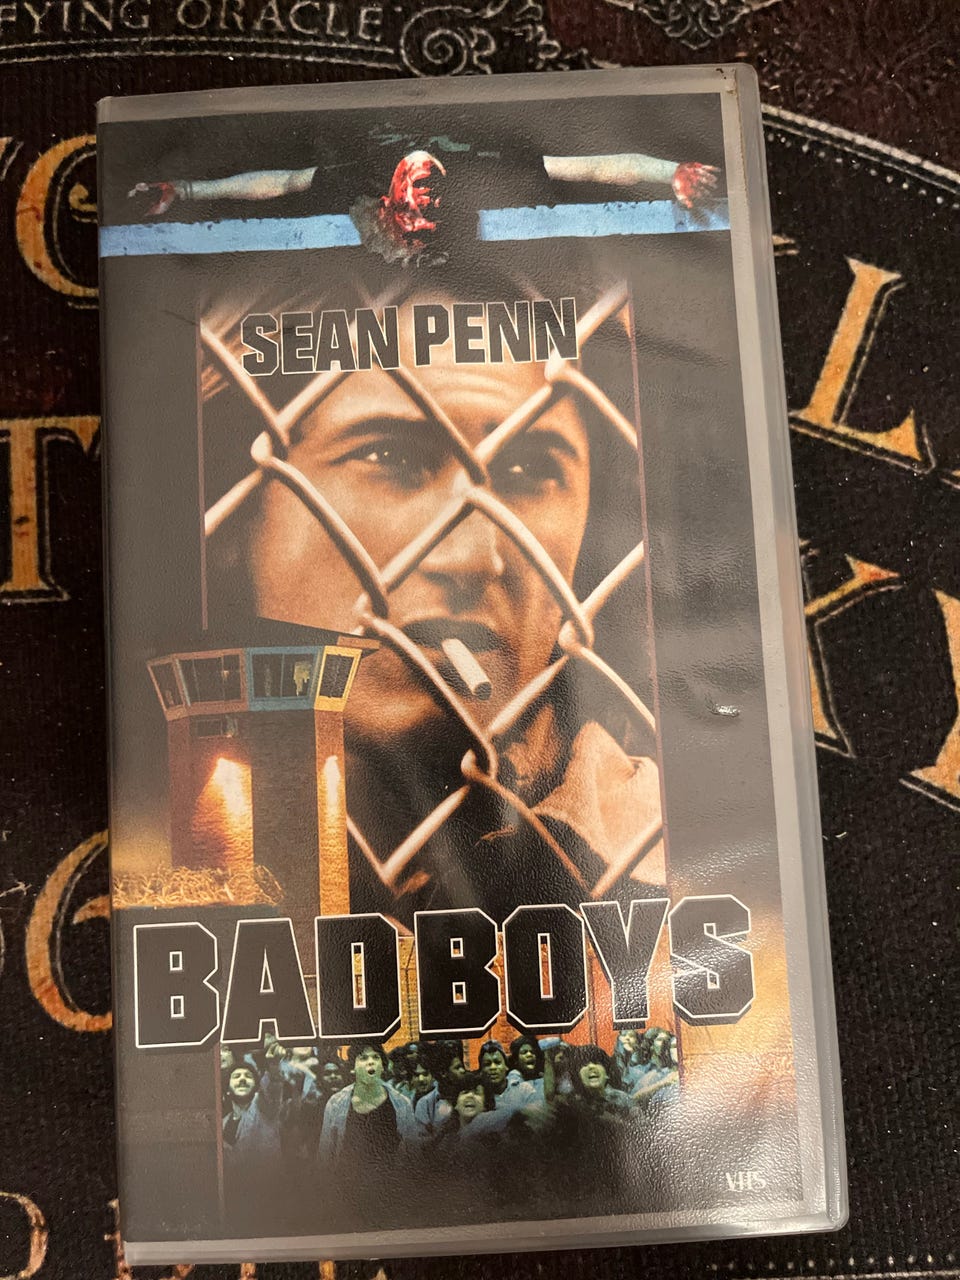 FYING ORACLE
SEAN PENN
BAD BOYS
VHS